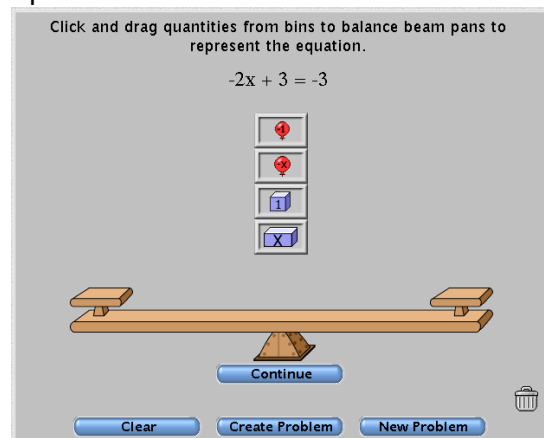 Click and drag quantities from bins to balance beam pans to
represent the equation.
-2x + 3 = -3
-1
-X
1
X
Continue
Clear
Create Problem
New Problem